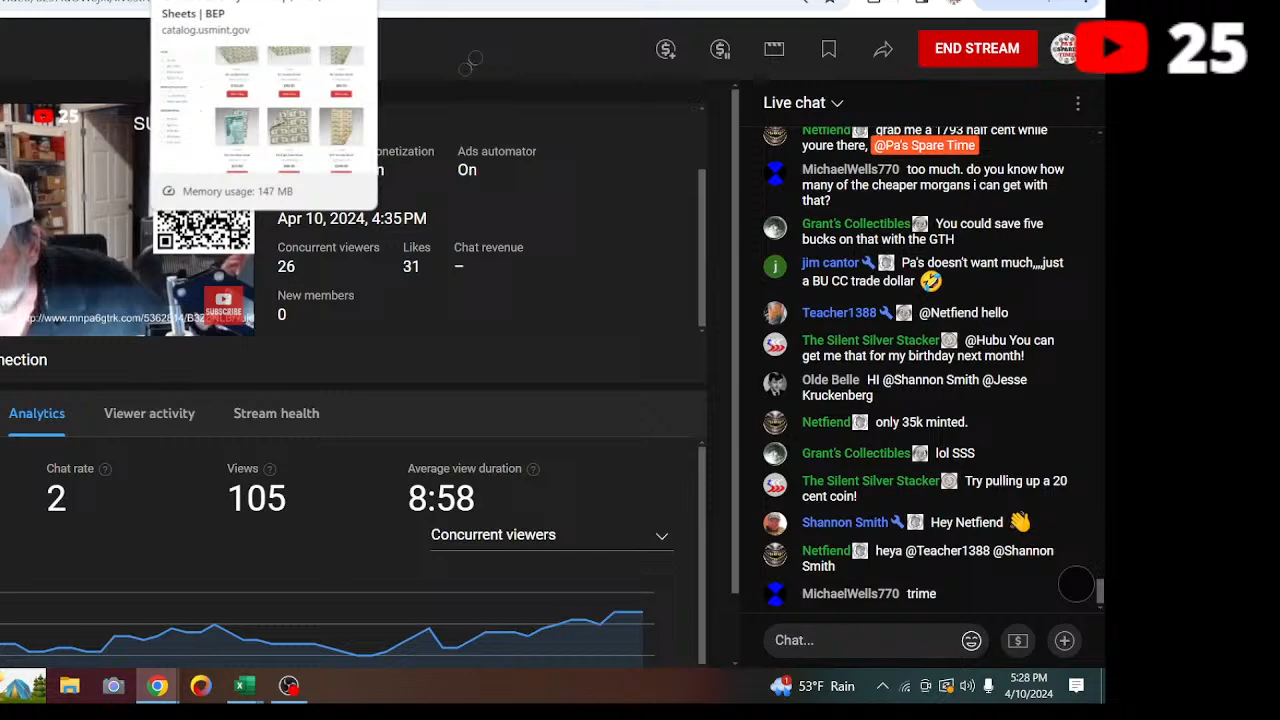 Sheets | BEP
catalog.usmint.gov
Memory usage: 147 MB
END STREAM
25
25
SU
onetization
Ads automator
On
Apr 10, 2024, 4:35 PM
Concurrent viewers
Likes
Chat revenue
26
31
–
New members
0
SUBSCRIBE
nection
Analytics
Viewer activity
Stream health
Chat rate
Views
Average view duration
2
105
8:58
Concurrent viewers
Live chat
youre there, @Pa's Spare Time
MichaelWells770 too much. do you know how
many of the cheaper morgans i can get with
that?
Grant's Collectibles You could save five
bucks on that with the GTH
jim cantor Pa's doesn't want much,,,,just
a BU CC trade dollar 🤣
Teacher1388 @Netfiend hello
The Silent Silver Stacker @Hubu You can
get me that for my birthday next month!
Olde Belle HI @Shannon Smith @Jesse
Kruckenberg
Netfiend only 35k minted.
Grant's Collectibles lol SSS
The Silent Silver Stacker Try pulling up a 20
cent coin!
Shannon Smith Hey Netfiend 👋
Netfiend heya @Teacher1388 @Shannon
Smith
MichaelWells770 trime
Chat...
53°F Rain
5:28 PM
4/10/2024